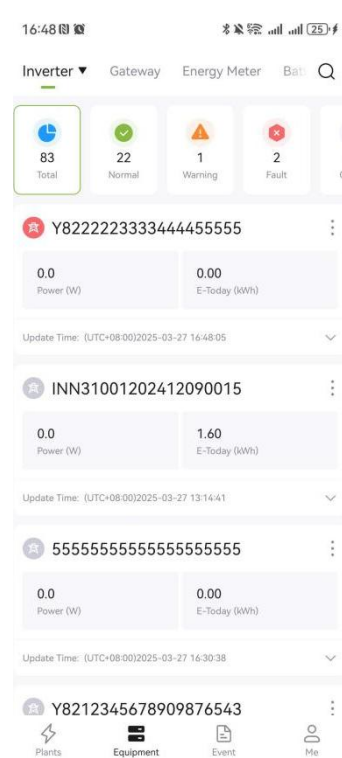 16:48 25
Inverter ▼ Gateway Energy Meter Bat
83 22 1 2
Total Normal Warning Fault
Y8222223333444455555
0.0 0.00
Power (W) E-Today (kWh)
Update Time: (UTC+08:00)2025-03-27 16:48:05
INN31001202412090015
0.0 1.60
Power (W) E-Today (kWh)
Update Time: (UTC+08:00)2025-03-27 13:14:41
55555555555555555555
0.0 0.00
Power (W) E-Today (kWh)
Update Time: (UTC+08:00)2025-03-27 16:30:38
Y8212345678909876543
Plants Equipment Event Me